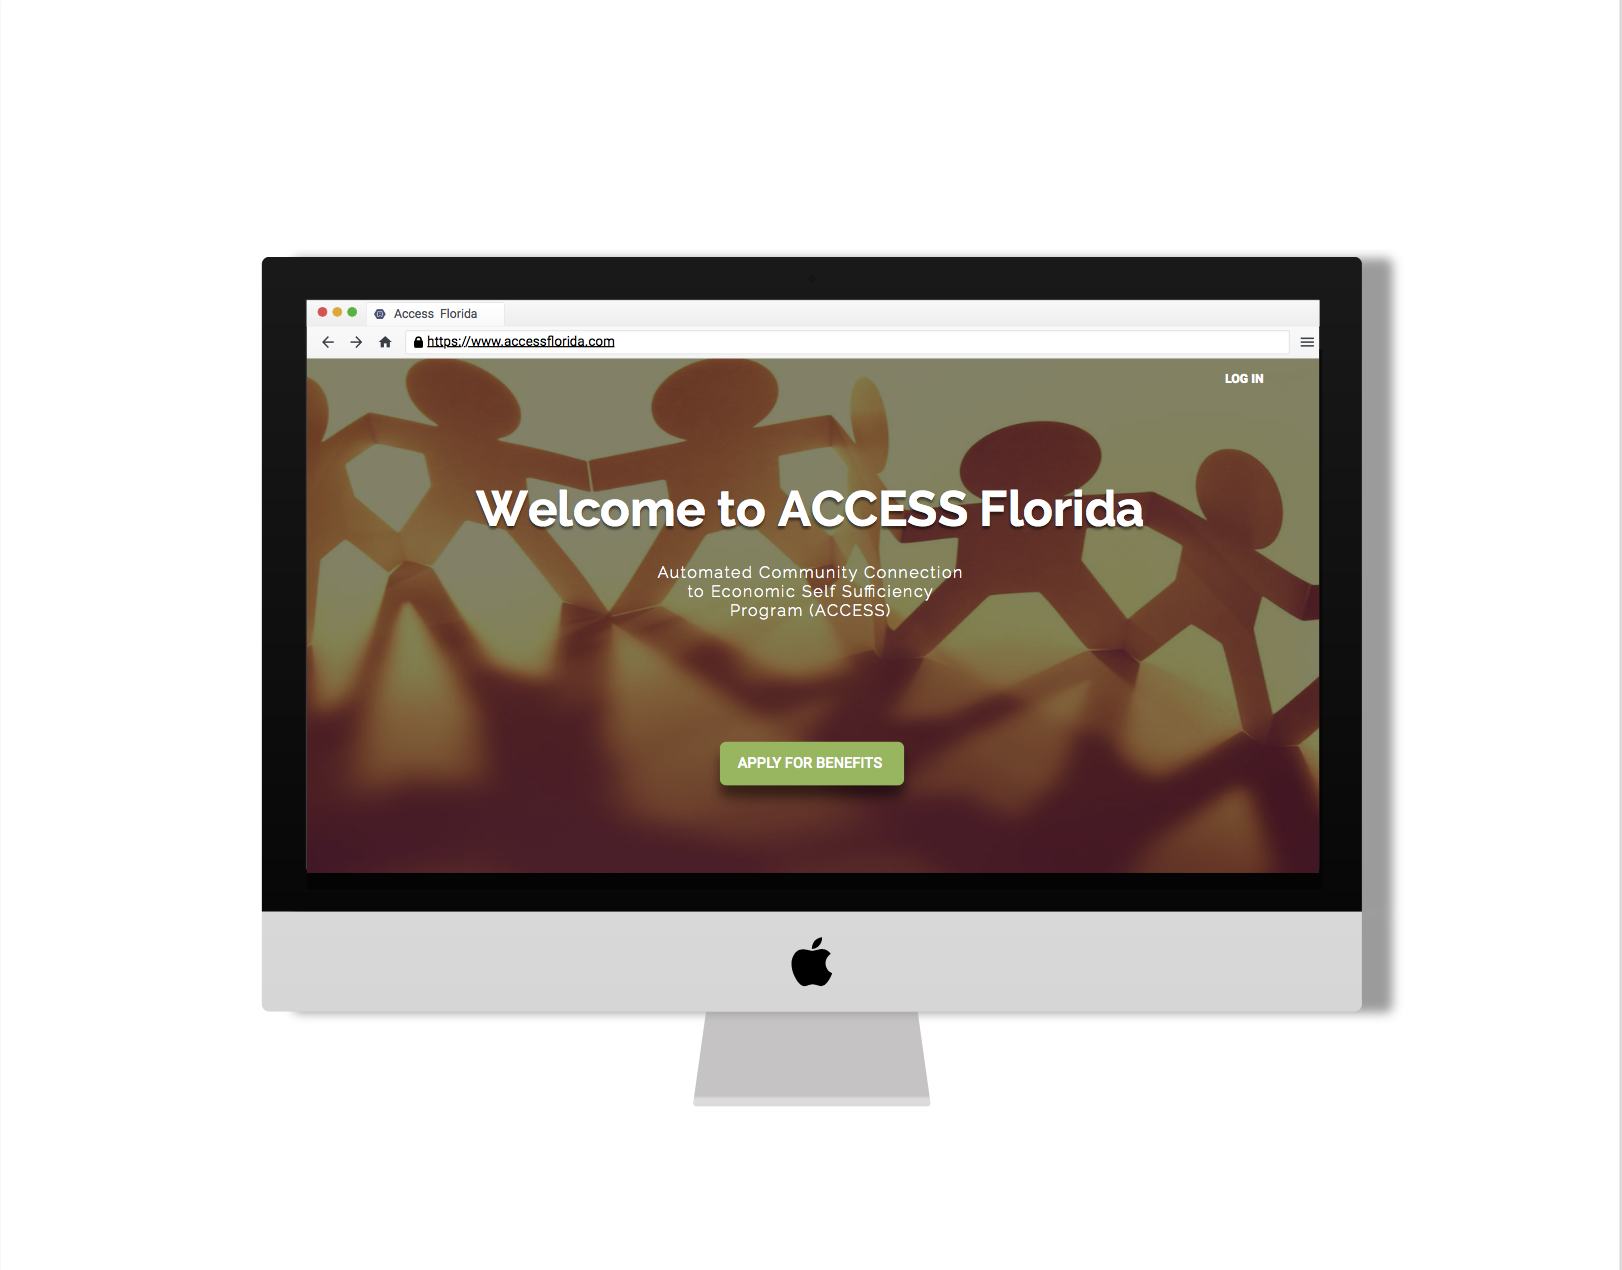 Access Florida
https://www.accessflorida.com
LOG IN
Welcome to ACCESS Florida
Automated Community Connection
to Economic Self Sufficiency
Program (ACCESS)
APPLY FOR BENEFITS